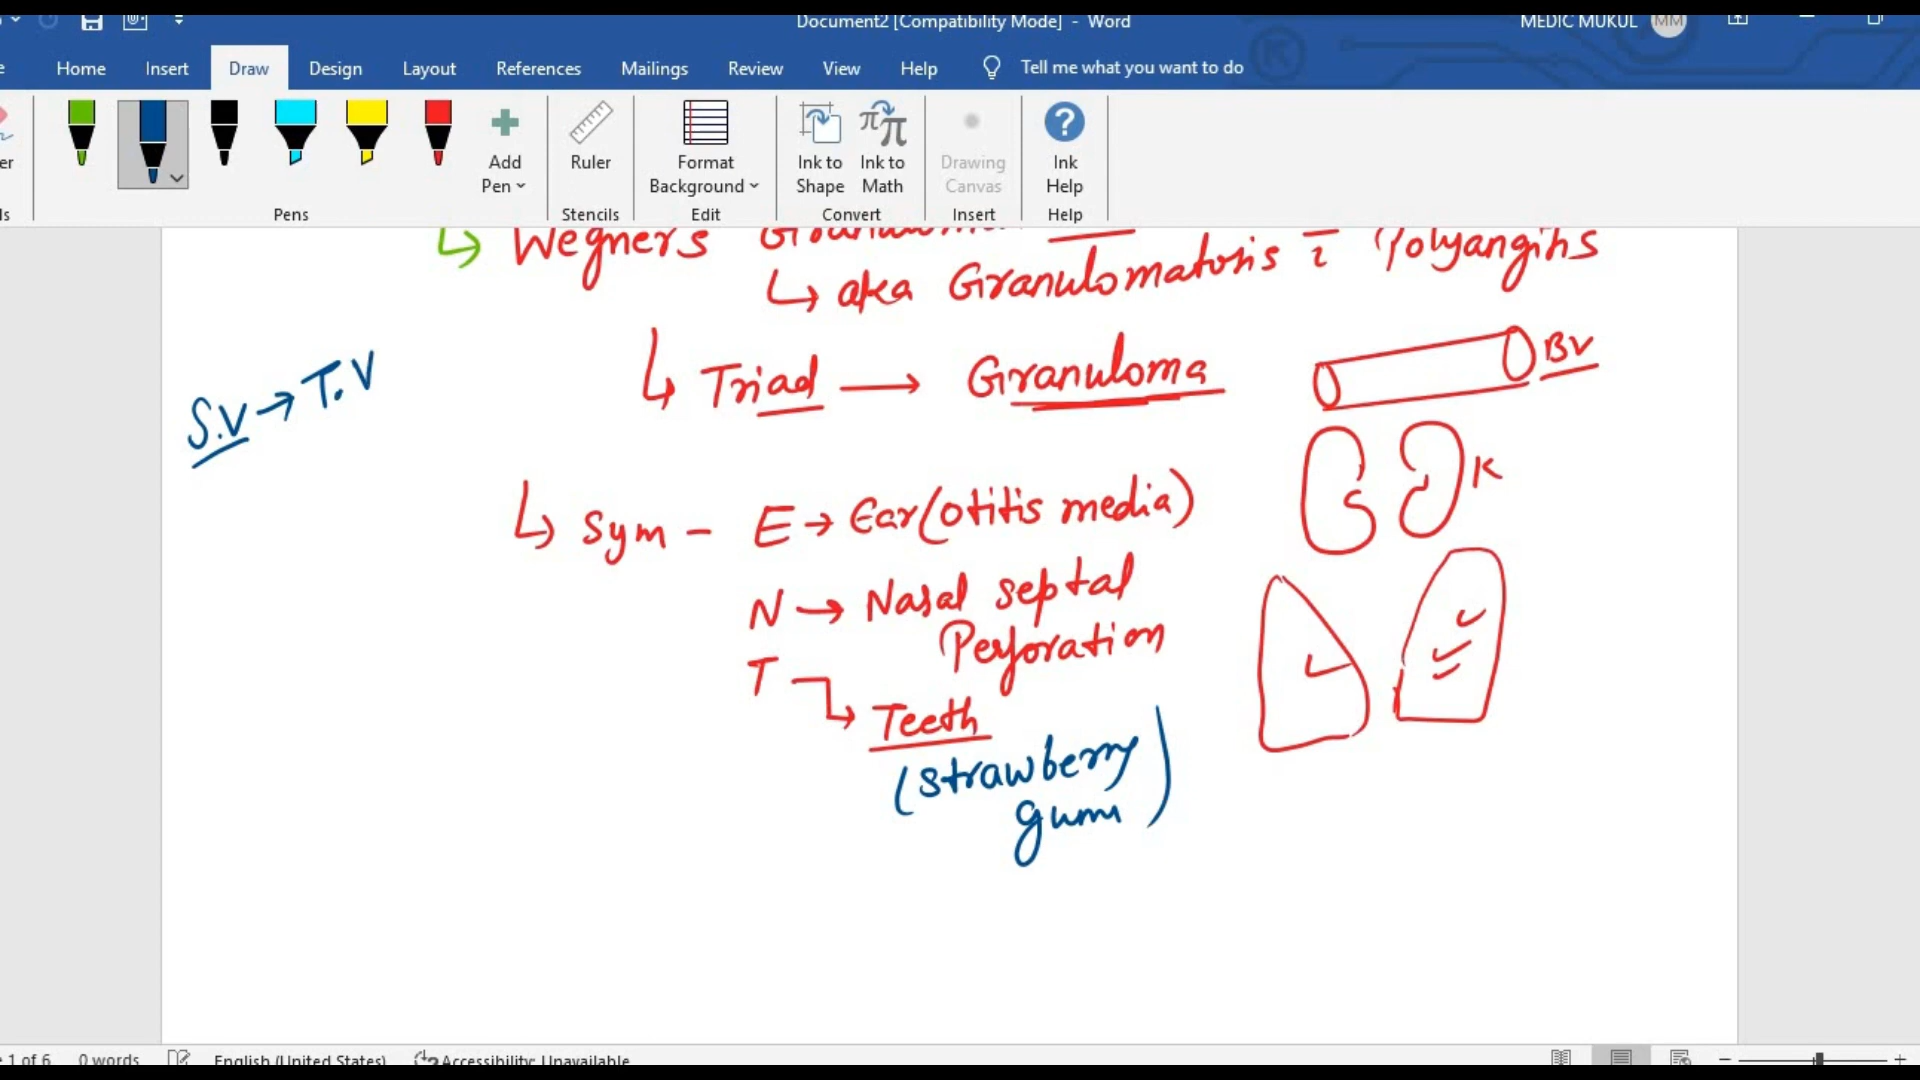 Document2 [Compatibility Mode] - Word
MEDIC MUKUL MM
Home Insert Draw Design Layout References Mailings Review View Help Tell me what you want to do
Add Pen
Ruler
Format Background
Ink to Shape
Ink to Math
Drawing Canvas
Ink Help
Pens Stencils Edit Convert Insert Help
Wegners
aka Granulomatosis c̄ Polyangitis
S.V → T.V
Triad → Granuloma
BV
K
Sym - E → Ear (otitis media)
N → Nasal septal
Perforation
T
Teeth
(strawberry
gum)
1 of 6 0 words English (United States) Accessibility: Unavailable